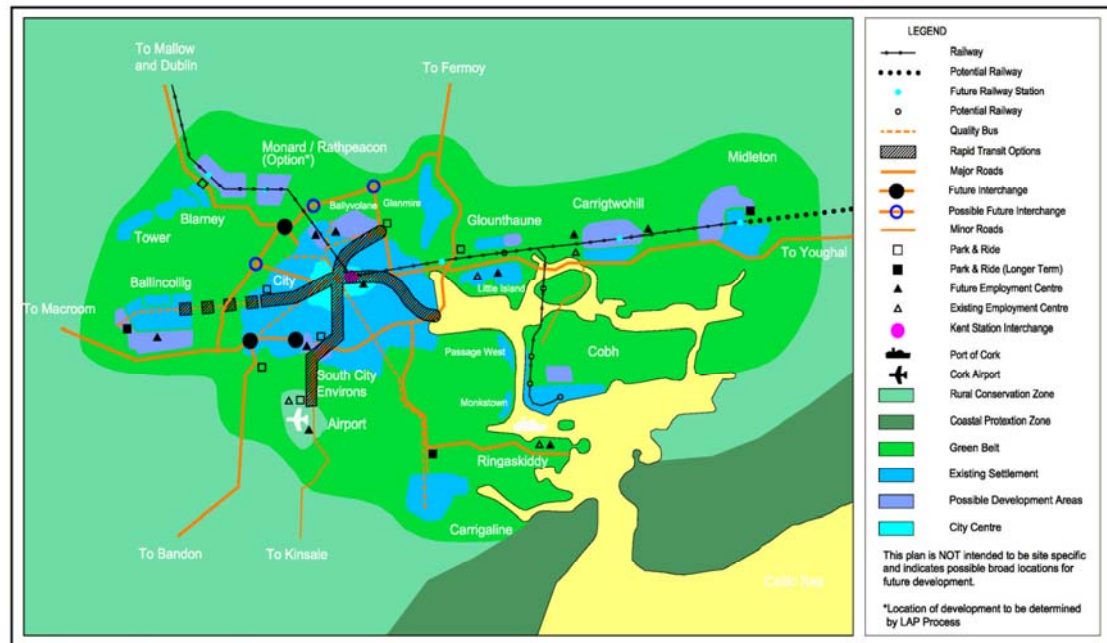 To Mallow
and Dublin
To Fermoy
Monard / Rathpeacon
(Option*)
Midleton
Ballyvolane
Glanmire
Blarney
Glounthaune
Carrigtwohill
Tower
To Youghal
Ballincollig
City
Little Island
To Macroom
Passage West
Cobh
South City
Environs
Monkstown
Airport
Ringaskiddy
Carrigaline
To Bandon
To Kinsale
Celtic Sea
LEGEND
Railway
Potential Railway
Future Railway Station
Potential Railway
Quality Bus
Rapid Transit Options
Major Roads
Future Interchange
Possible Future Interchange
Minor Roads
Park & Ride
Park & Ride (Longer Term)
Future Employment Centre
Existing Employment Centre
Kent Station Interchange
Port of Cork
Cork Airport
Rural Conservation Zone
Coastal Protextion Zone
Green Belt
Existing Settlement
Possible Development Areas
City Centre
This plan is NOT intended to be site specific
and indicates possible broad locations for
future development.
*Location of development to be determined
by LAP Process